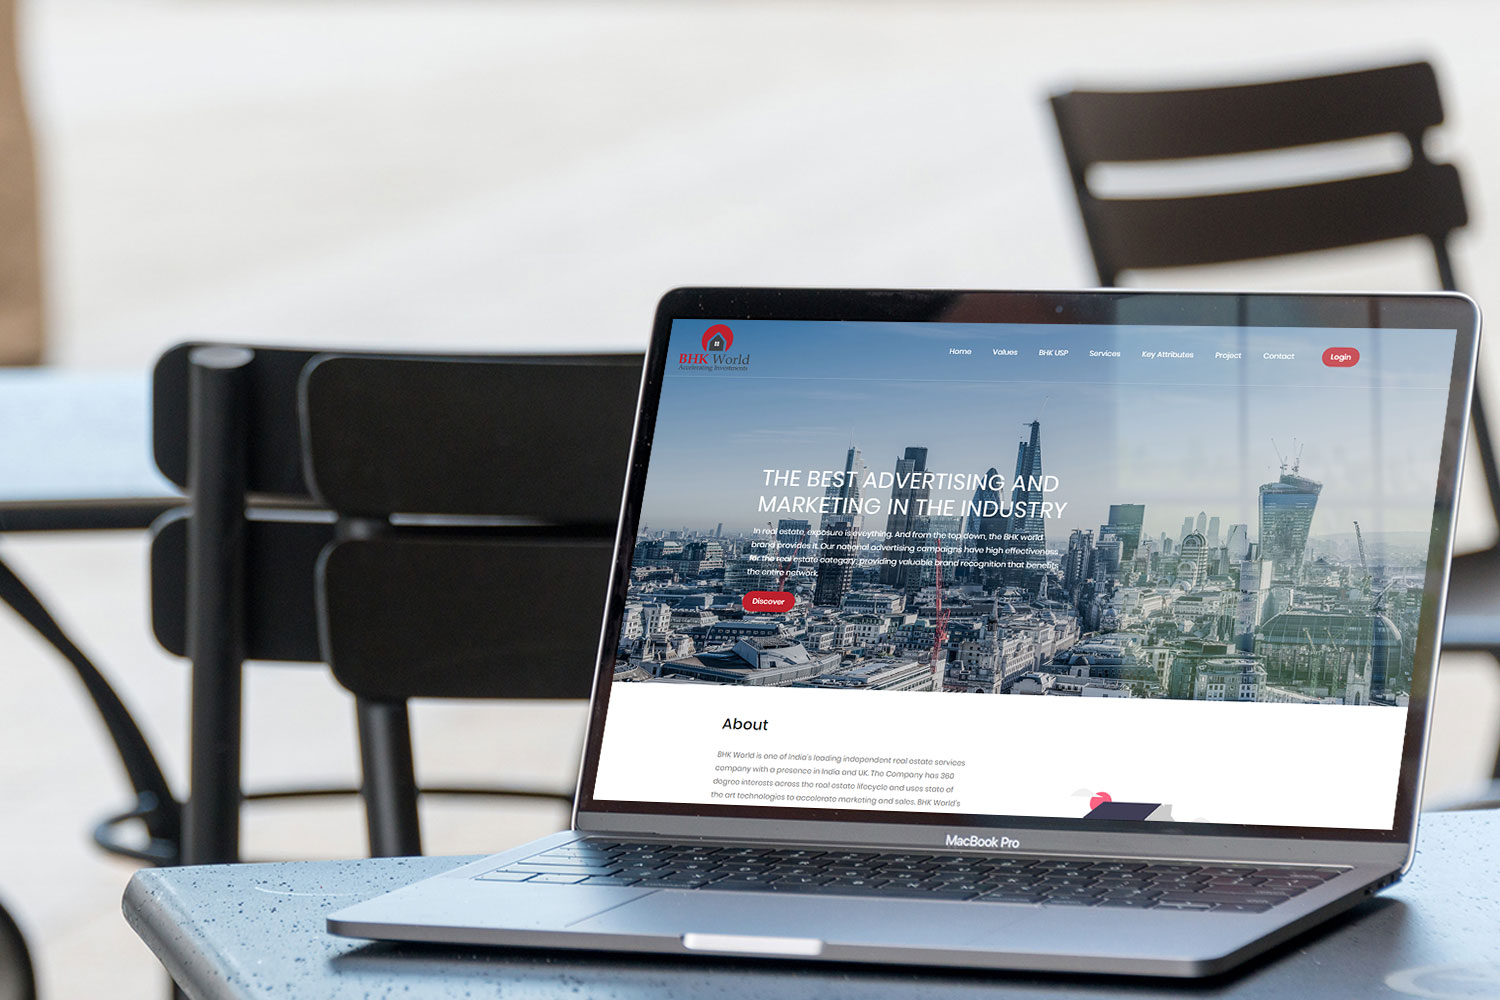 BHK World
Accelerating Investments
Home Values BHK USP Services Key Attributes Project Contact Login
THE BEST ADVERTISING AND
MARKETING IN THE INDUSTRY
In real estate, exposure is eveything. And from the top down, the BHK world
brand provides it. Our national advertising campaigns have high effectiveness
for the real estate category, providing valuable brand recognition that benefits
the entire network.
Discover
About
BHK World is one of India's leading independent real estate services
company with a presence in India and UK. The Company has 360
degree interests across the real estate lifecycle and uses state of
the art technologies to accelerate marketing and sales. BHK World's
MacBook Pro